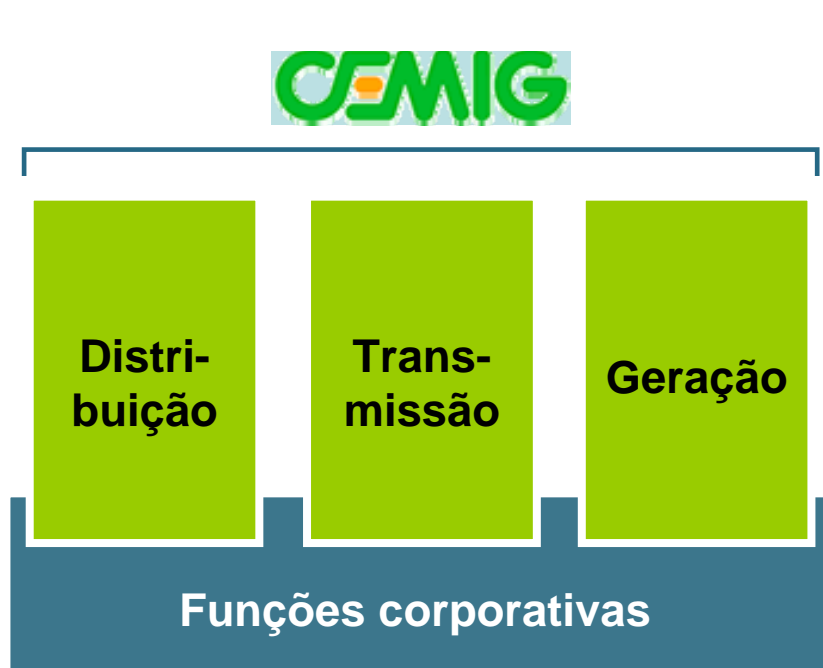 CEMIG
Distri-
buição
Trans-
missão
Geração
Funções corporativas